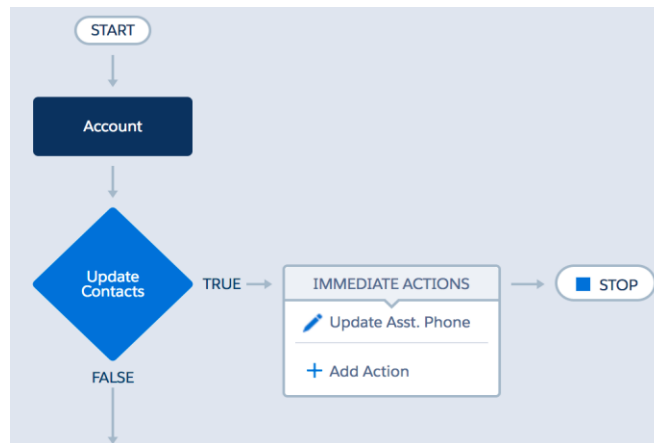 START
Account
Update
Contacts
TRUE
IMMEDIATE ACTIONS
STOP
Update Asst. Phone
Add Action
FALSE